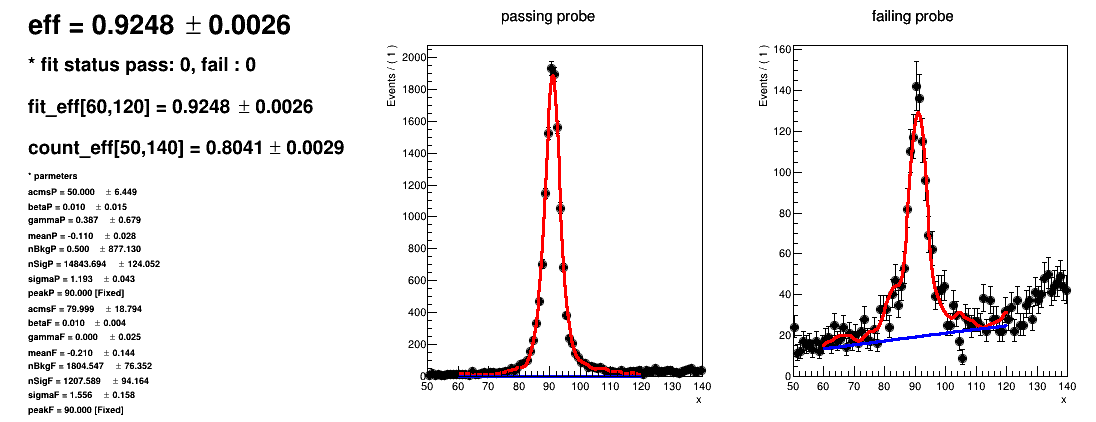 eff = 0.9248 ± 0.0026
* fit status pass: 0, fail : 0
fit_eff[60,120] = 0.9248 ± 0.0026
count_eff[50,140] = 0.8041 ± 0.0029
* parmeters
acmsP = 50.000 ± 6.449
betaP = 0.010 ± 0.015
gammaP = 0.387 ± 0.679
meanP = -0.110 ± 0.028
nBkgP = 0.500 ± 877.130
nSigP = 14843.694 ± 124.052
sigmaP = 1.193 ± 0.043
peakP = 90.000 [Fixed]
acmsF = 79.999 ± 18.794
betaF = 0.010 ± 0.004
gammaF = 0.000 ± 0.025
meanF = -0.210 ± 0.144
nBkgF = 1804.547 ± 76.352
nSigF = 1207.589 ± 94.164
sigmaF = 1.556 ± 0.158
peakF = 90.000 [Fixed]
passing probe
Events / ( 1 )
2000
1800
1600
1400
1200
1000
800
600
400
200
0
50 60 70 80 90 100 110 120 130 140
x
failing probe
Events / ( 1 )
160
140
120
100
80
60
40
20
0
50 60 70 80 90 100 110 120 130 140
x